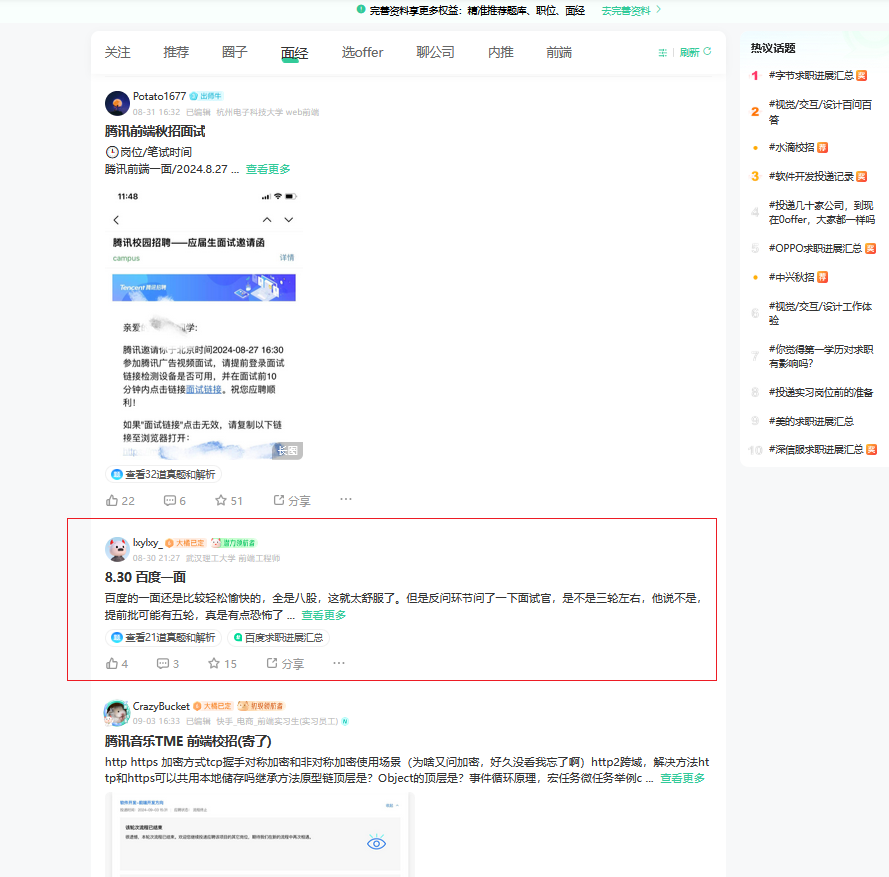 完善资料享更多权益：精准推荐题库、职位、面经 去完善资料
关注 推荐 圈子 面经 选offer 聊公司 内推 前端 刷新
Potato1677 出师牛
08-31 16:32 已编辑 杭州电子科技大学 web前端
腾讯前端秋招面试
岗位/笔试时间
腾讯前端一面/2024.8.27 ... 查看更多
11:48
腾讯校园招聘——应届生面试邀请函
campus 详情
Tencent 腾讯招聘
亲爱 同学:
腾讯邀请你于北京时间2024-08-27 16:30
参加腾讯广告视频面试，请提前登录面试
链接检测设备是否可用，并在面试前10
分钟内点击链接面试链接。祝您应聘顺
利！
如果"面试链接"点击无效，请复制以下链
接至浏览器打开：
长图
查看32道真题和解析
22 6 51 分享 ...
lxylxy_ 大橘已定 潜力领航者
08-30 21:27 武汉理工大学 前端工程师
8.30 百度一面
百度的一面还是比较轻松愉快的，全是八股，这就太舒服了。但是反问环节问了一下面试官，是不是三轮左右，他说不是，
提前批可能有五轮，真是有点恐怖了 ... 查看更多
查看21道真题和解析 百度求职进展汇总
4 3 15 分享 ...
CrazyBucket 大橘已定 初级领航者
09-03 16:33 已编辑 快手_电商_前端实习生(实习员工)
腾讯音乐TME 前端校招(寄了)
http https 加密方式tcp握手对称加密和非对称加密使用场景（为啥又问加密，好久没看我忘了啊）http2跨域，解决方法ht
tp和https可以共用本地储存吗继承方法原型链顶层是？Object的顶层是？事件循环原理，宏任务微任务举例c ... 查看更多
软件开发-前端开发方向
该轮次流程已结束
热议话题
1 #字节求职进展汇总 奖
2 #视觉/交互/设计百问百
答
#水滴校招 荐
3 #软件开发投递记录 奖
4 #投递几十家公司，到现
在0offer，大家都一样吗
5 #OPPO求职进展汇总 奖
#中兴秋招 荐
6 #视觉/交互/设计工作体
验
7 #你觉得第一学历对求职
有影响吗?
8 #投递实习岗位前的准备
9 #美的求职进展汇总
10 #深信服求职进展汇总 奖